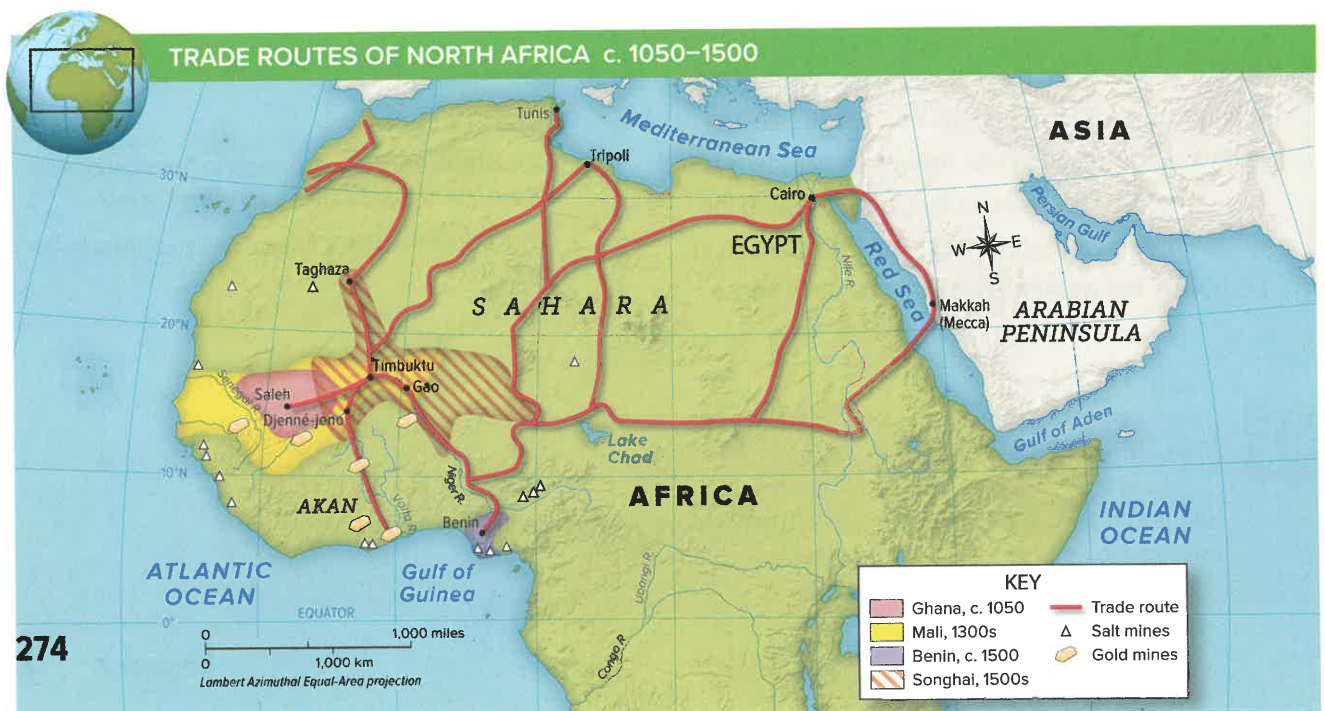 TRADE ROUTES OF NORTH AFRICA c. 1050–1500
Tunis
Mediterranean Sea
ASIA
Tripoli
30°N
Cairo
Persian Gulf
N
W E
S
EGYPT
Nile R.
Red Sea
Taghaza
SAHARA
Makkah
(Mecca)
ARABIAN
PENINSULA
20°N
Timbuktu
Gao
Senegal R.
Saleh
Djenné-jeno
Gulf of Aden
Lake
Chad
10°N
Niger R.
AFRICA
AKAN
Volta R.
Benin
INDIAN
OCEAN
ATLANTIC
OCEAN
Gulf of
Guinea
Ubangi R.
EQUATOR
0°
Congo R.
274
0 1,000 miles
0 1,000 km
Lambert Azimuthal Equal-Area projection
KEY
Ghana, c. 1050
Mali, 1300s
Benin, c. 1500
Songhai, 1500s
Trade route
Salt mines
Gold mines